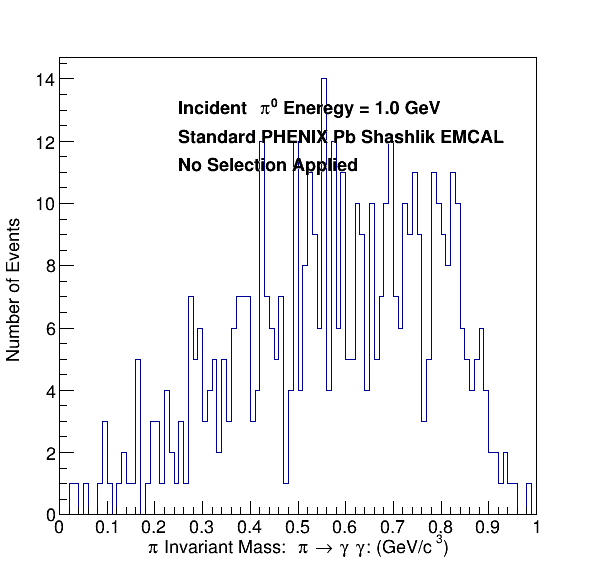 14
12
10
8
6
4
2
0
Number of Events
Incident π⁰ Eneregy = 1.0 GeV
Standard PHENIX Pb Shashlik EMCAL
No Selection Applied
0 0.1 0.2 0.3 0.4 0.5 0.6 0.7 0.8 0.9 1
π Invariant Mass: π → γ γ: (GeV/c³)